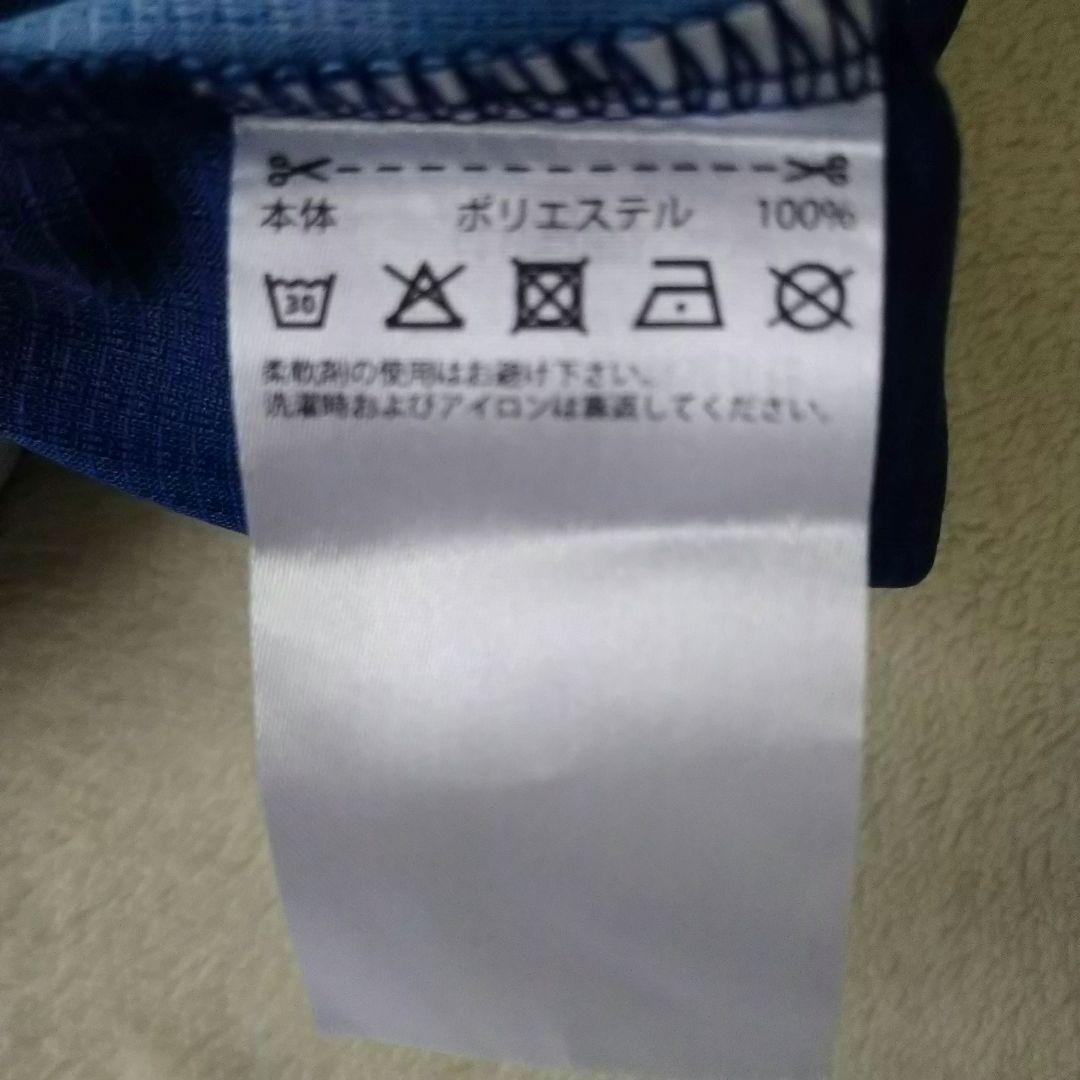 本体 ポリエステル 100%
30
柔軟剤の使用はお避け下さい。
洗濯時およびアイロンは裏返してください。